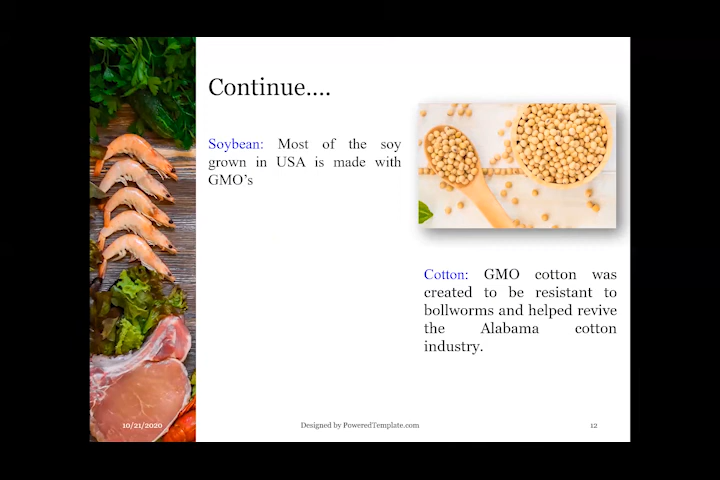 Continue....
Soybean: Most of the soy
grown in USA is made with
GMO's
Cotton: GMO cotton was
created to be resistant to
bollworms and helped revive
the Alabama cotton
industry.
10/21/2020
Designed by PoweredTemplate.com
12